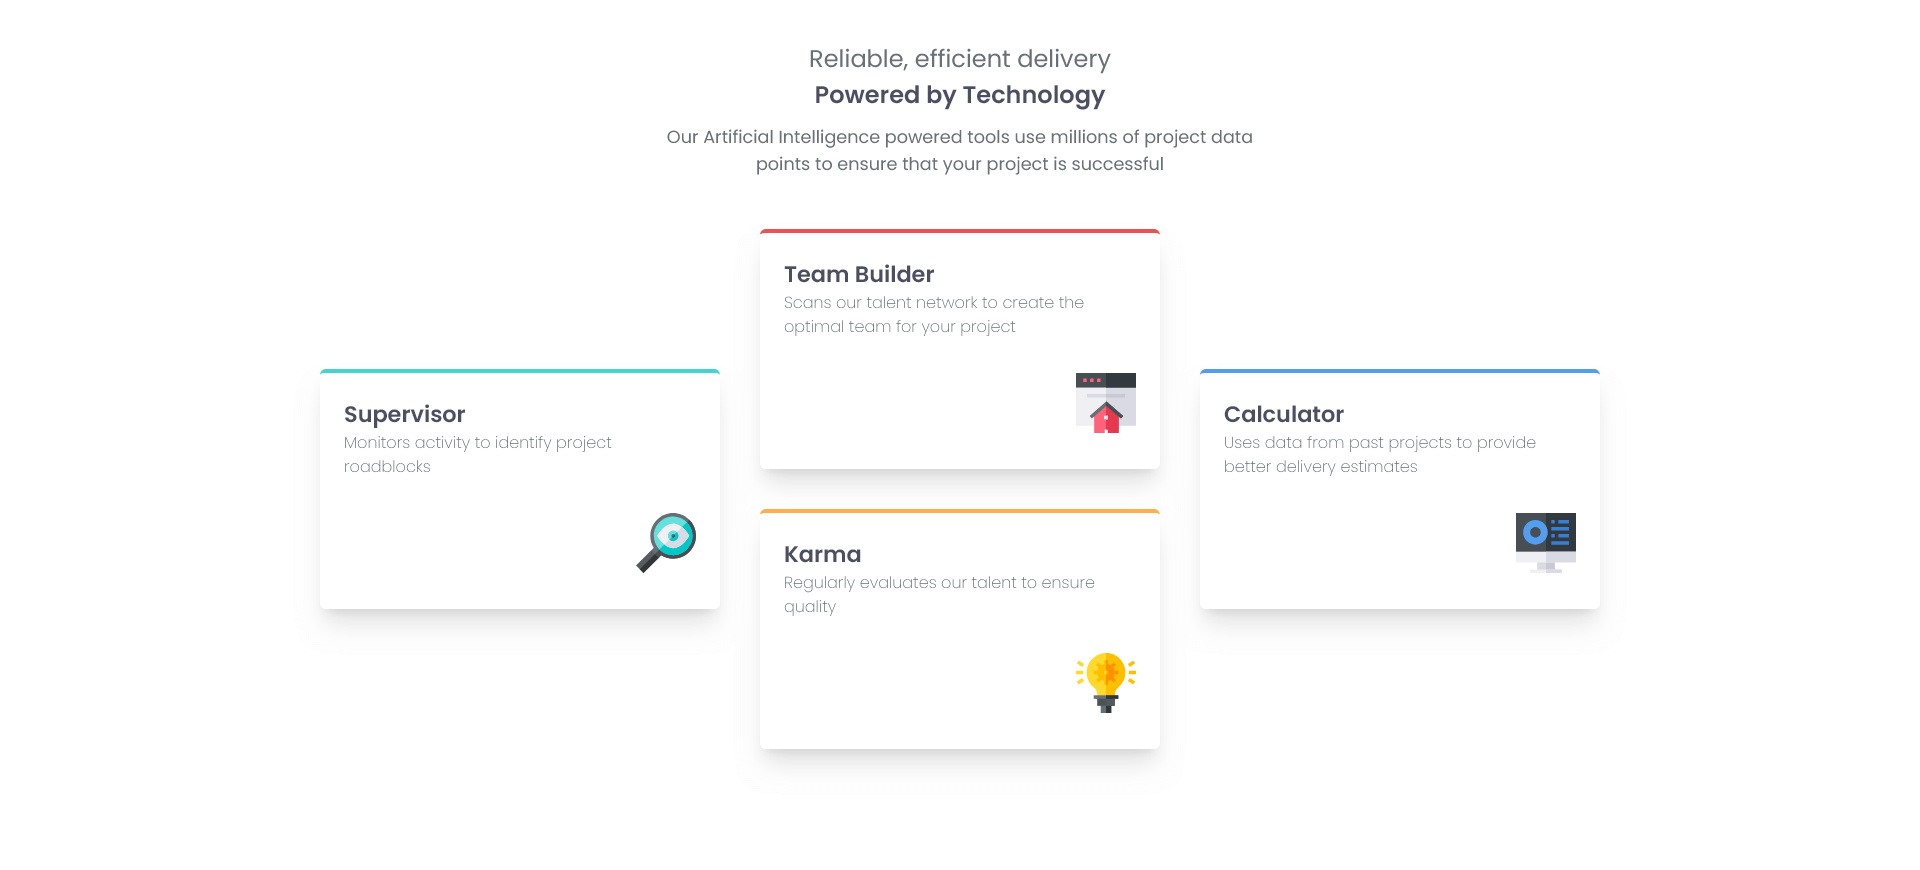 Reliable, efficient delivery
Powered by Technology
Our Artificial Intelligence powered tools use millions of project data
points to ensure that your project is successful
Team Builder
Scans our talent network to create the
optimal team for your project
Supervisor
Monitors activity to identify project
roadblocks
Calculator
Uses data from past projects to provide
better delivery estimates
Karma
Regularly evaluates our talent to ensure
quality